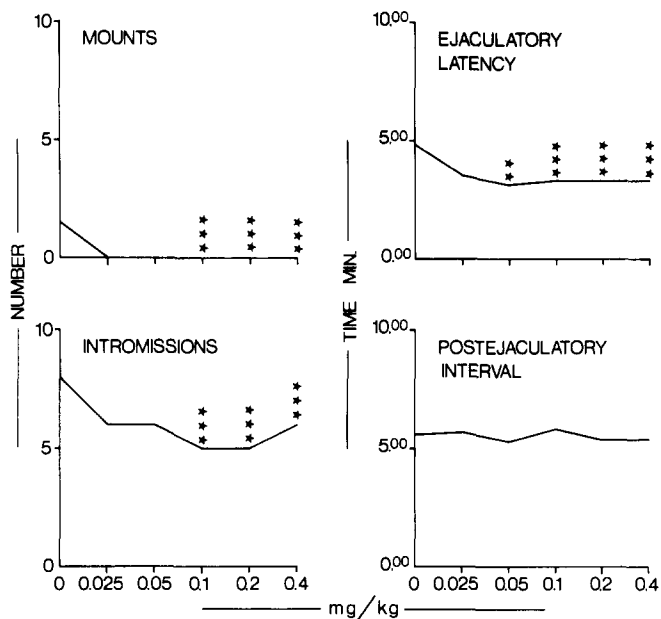 MOUNTS
10
5
0
NUMBER
EJACULATORY
LATENCY
10.00
5.00
0.00
TIME MIN.
INTROMISSIONS
10
5
0
0 0.025 0.05 0.1 0.2 0.4
POSTEJACULATORY
INTERVAL
10.00
5.00
0.00
0 0.025 0.05 0.1 0.2 0.4
mg/kg